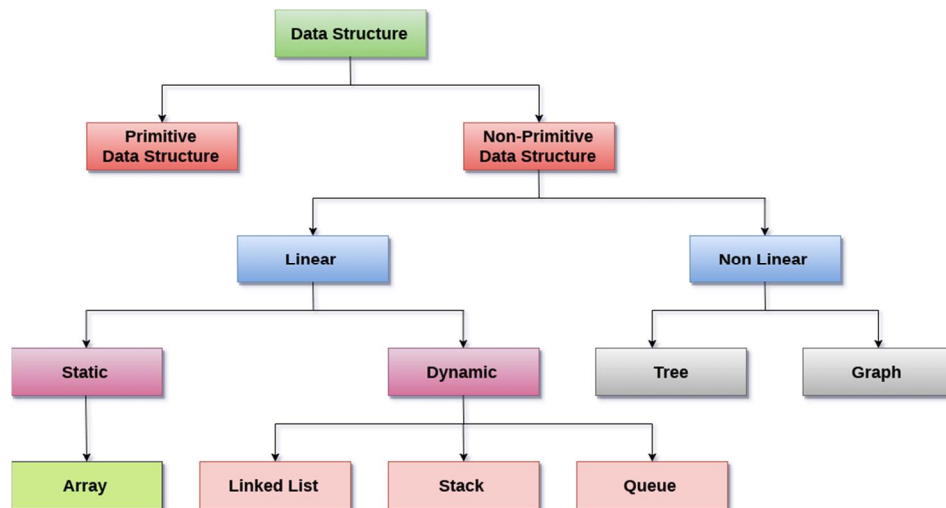 Data Structure
Primitive
Data Structure
Non-Primitive
Data Structure
Linear
Non Linear
Static
Dynamic
Tree
Graph
Array
Linked List
Stack
Queue